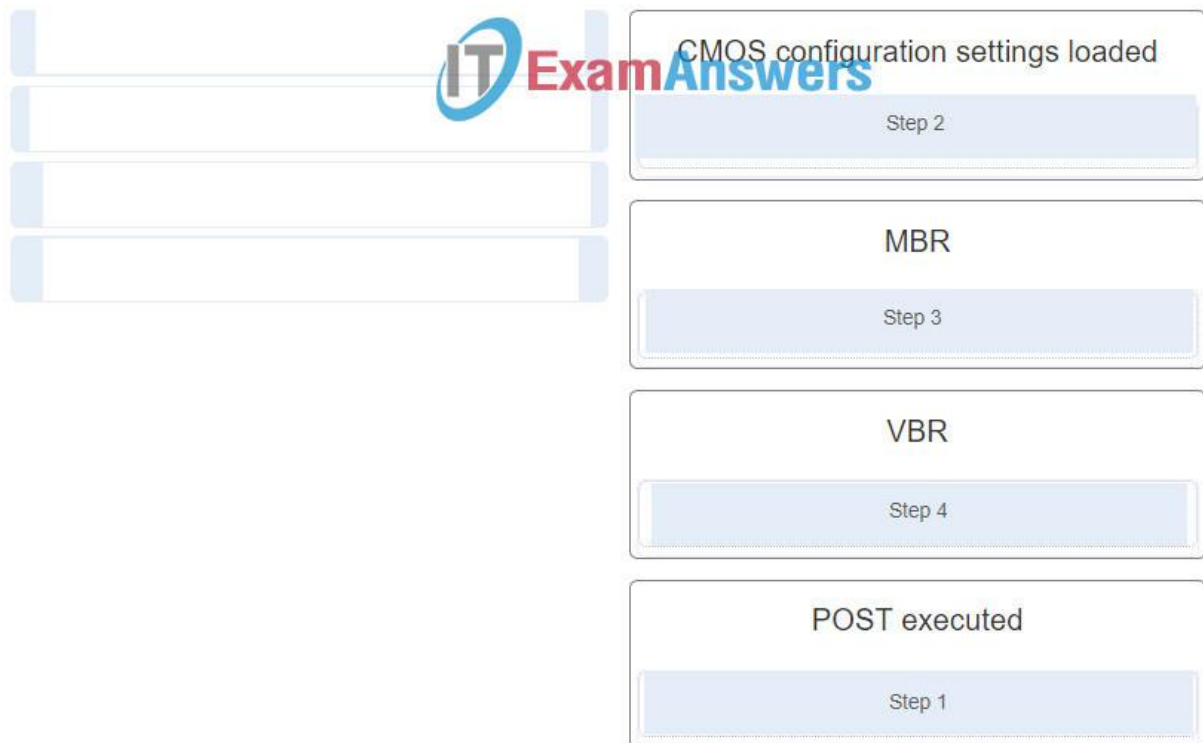 IT ExamAnswers
CMOS configuration settings loaded
Step 2
MBR
Step 3
VBR
Step 4
POST executed
Step 1